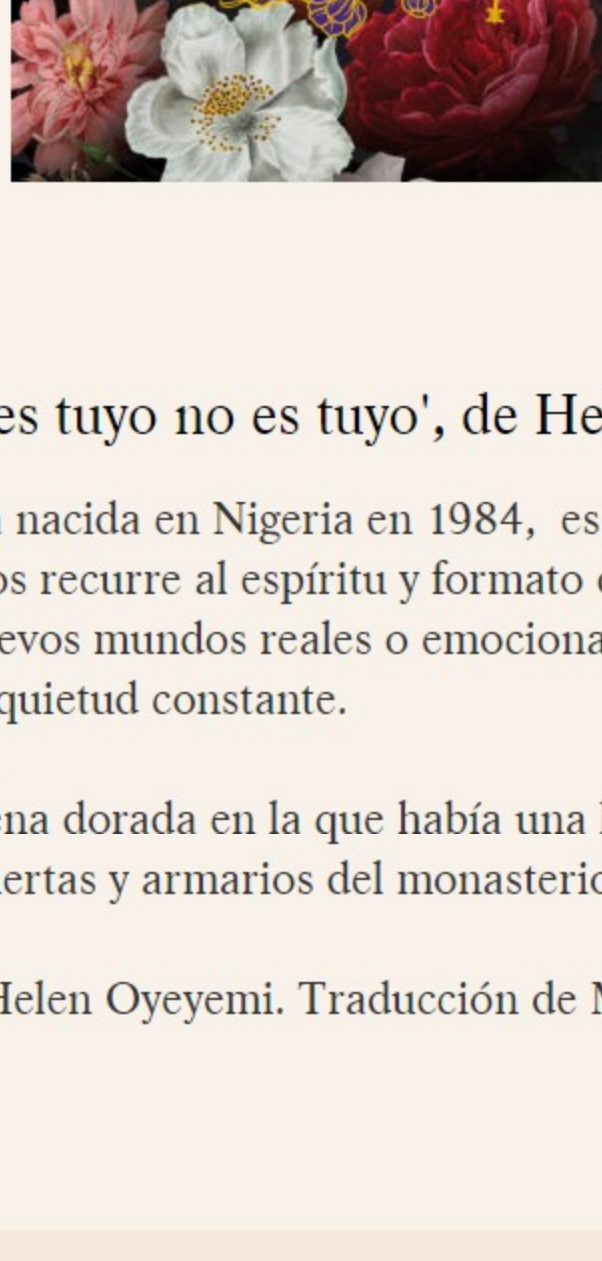 es tuyo no es tuyo', de He
nacida en Nigeria en 1984, es
os recurre al espíritu y formato
evos mundos reales o emociona
quietud constante.
ena dorada en la que había una
ertas y armarios del monasterio
Helen Oyeyemi. Traducción de